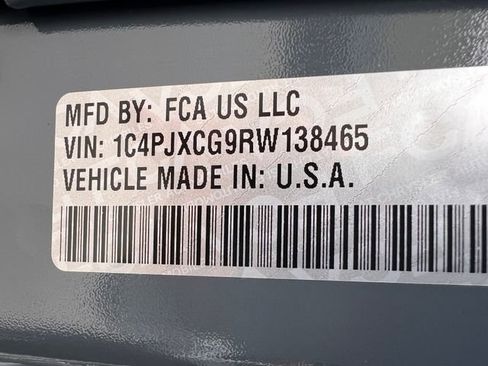 MFD BY: FCA US LLC
VIN: 1C4PJXCG9RW138465
VEHICLE MADE IN: U.S.A.